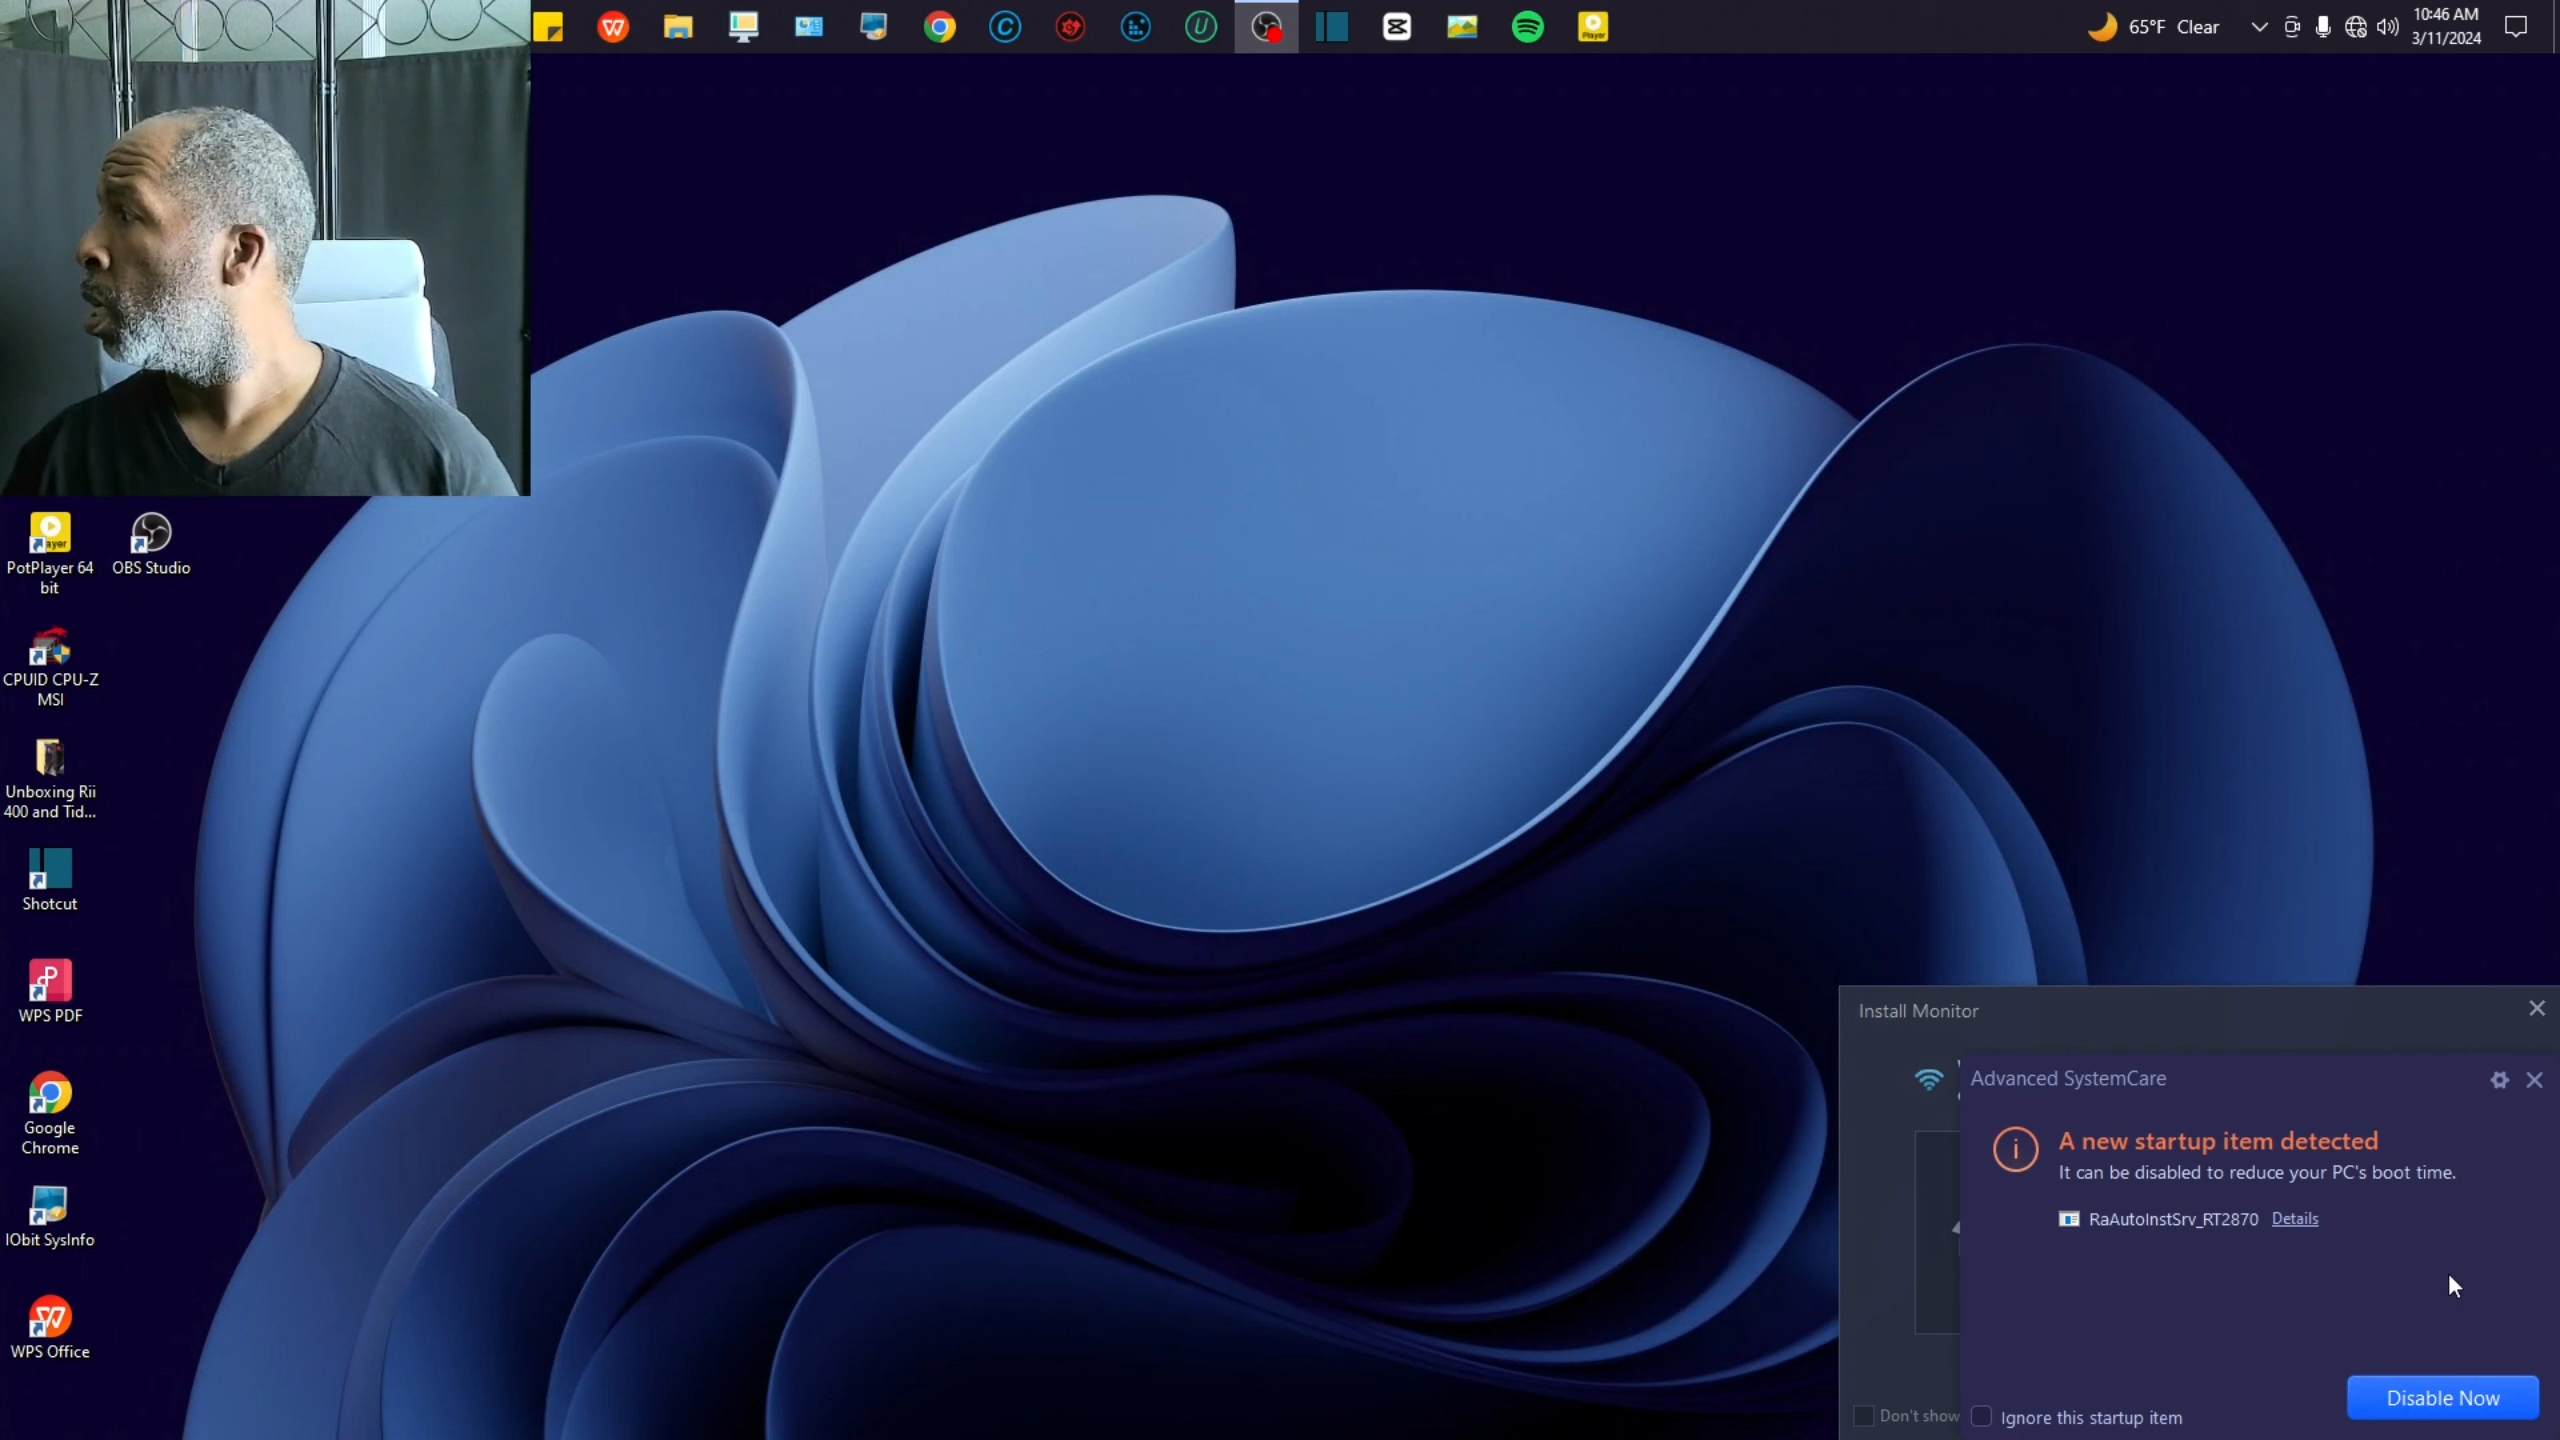 65°F Clear
10:46 AM
3/11/2024
Player
PotPlayer 64
bit
OBS Studio
CPUID CPU-Z
MSI
Unboxing Rii
400 and Tid...
Shotcut
WPS PDF
Google
Chrome
IObit SysInfo
WPS Office
Install Monitor
Advanced SystemCare
A new startup item detected
It can be disabled to reduce your PC's boot time.
RaAutoInstSrv_RT2870 Details
Disable Now
Don't show
Ignore this startup item